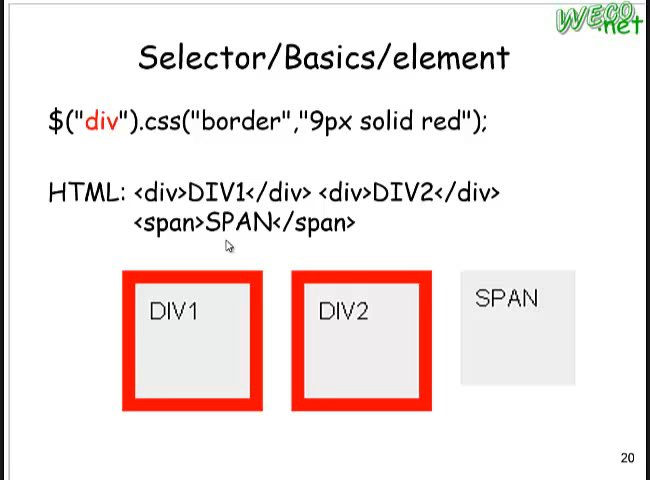 WECO.net
Selector/Basics/element
$("div").css("border","9px solid red");
HTML: <div>DIV1</div> <div>DIV2</div>
<span>SPAN</span>
DIV1 DIV2 SPAN
20